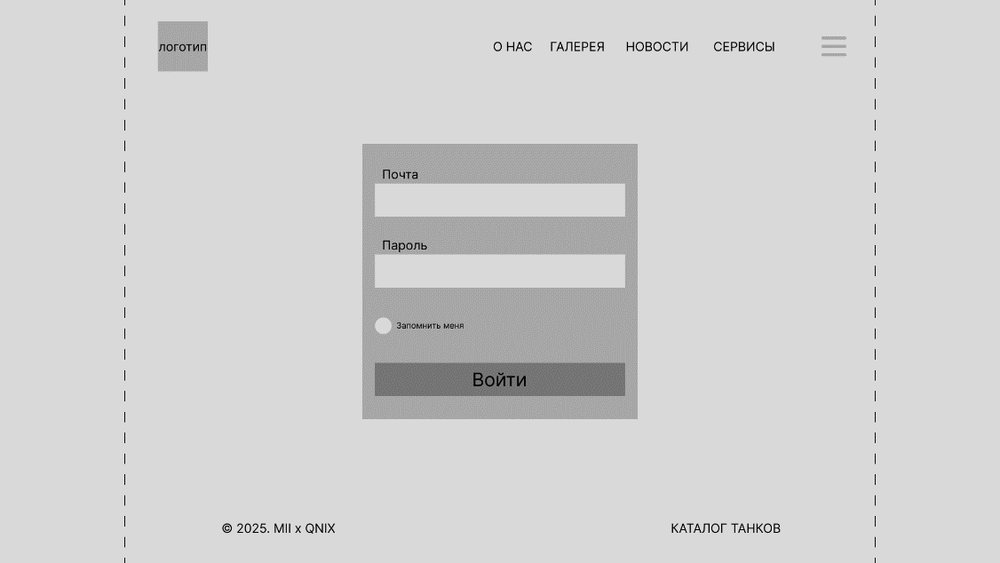 логотип
О НАС ГАЛЕРЕЯ НОВОСТИ СЕРВИСЫ
Почта
Пароль
Запомнить меня
Войти
© 2025. MII x QNIX КАТАЛОГ ТАНКОВ